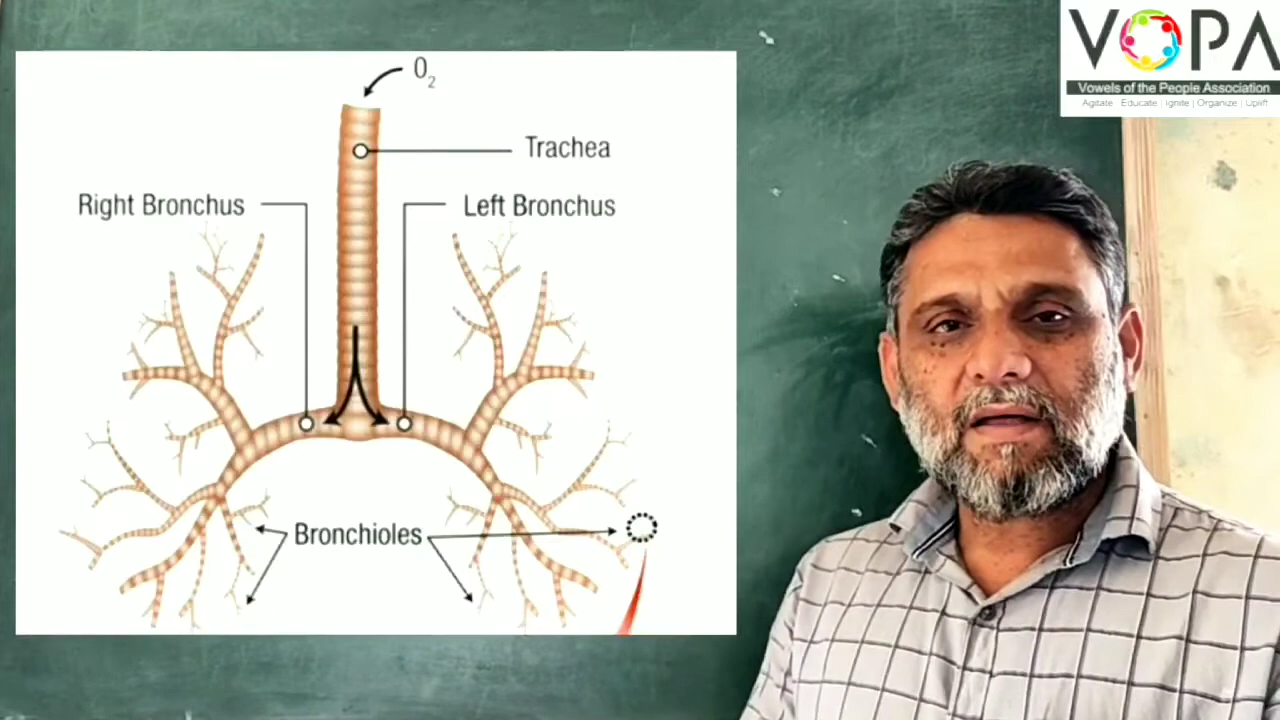 O2
Trachea
Right Bronchus
Left Bronchus
Bronchioles
VOPA
Vowels of the People Association
Agitate | Educate | Ignite | Organize | Uplift